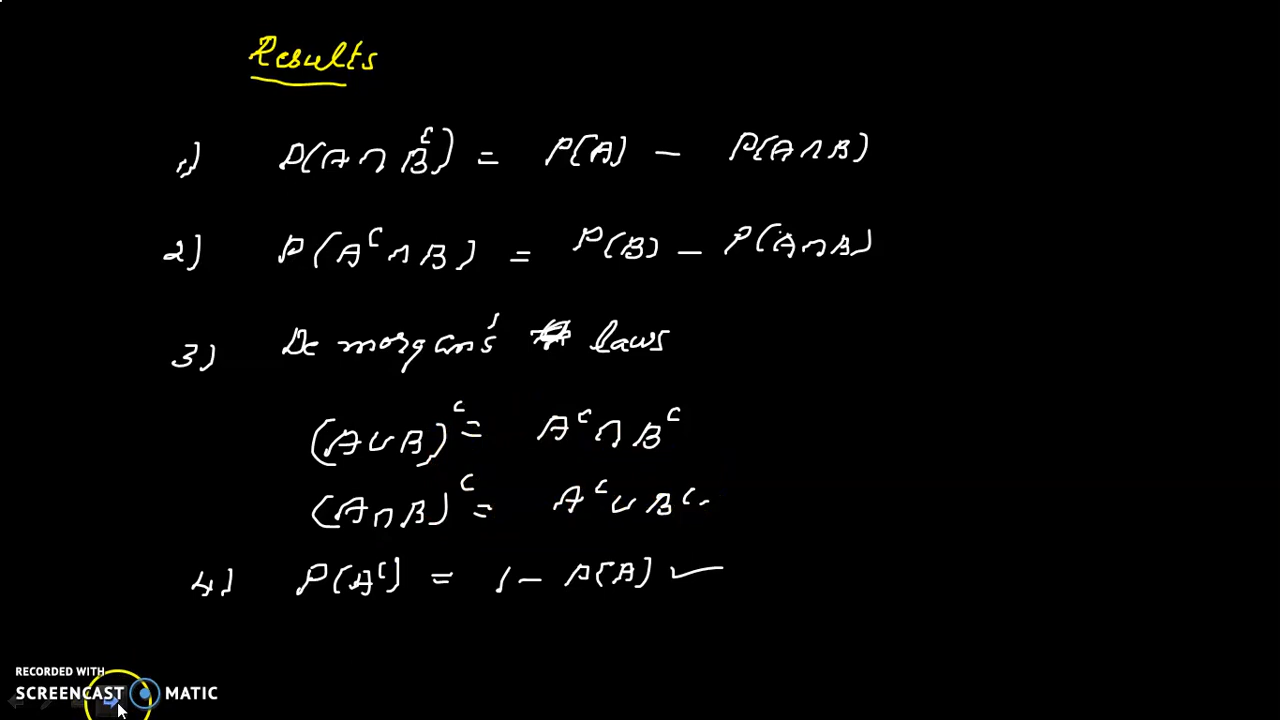 Results
1) P(A∩B^c) = P(A) - P(A∩B)
2) P(A^c∩B) = P(B) - P(A∩B)
3) De morgan's laws
(A∪B)^c = A^c∩B^c
(A∩B)^c = A^c∪B^c.
4) P(A^c) = 1 - P(A) ✓
RECORDED WITH
SCREENCAST MATIC